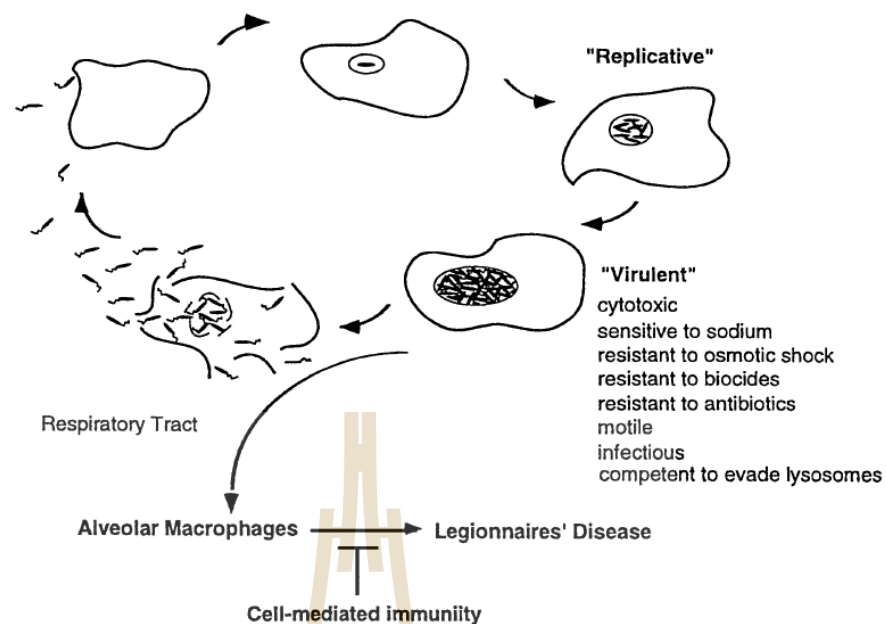 "Replicative"
"Virulent"
cytotoxic
sensitive to sodium
resistant to osmotic shock
resistant to biocides
resistant to antibiotics
motile
infectious
competent to evade lysosomes
Respiratory Tract
Alveolar Macrophages
Legionnaires' Disease
Cell-mediated immuniity